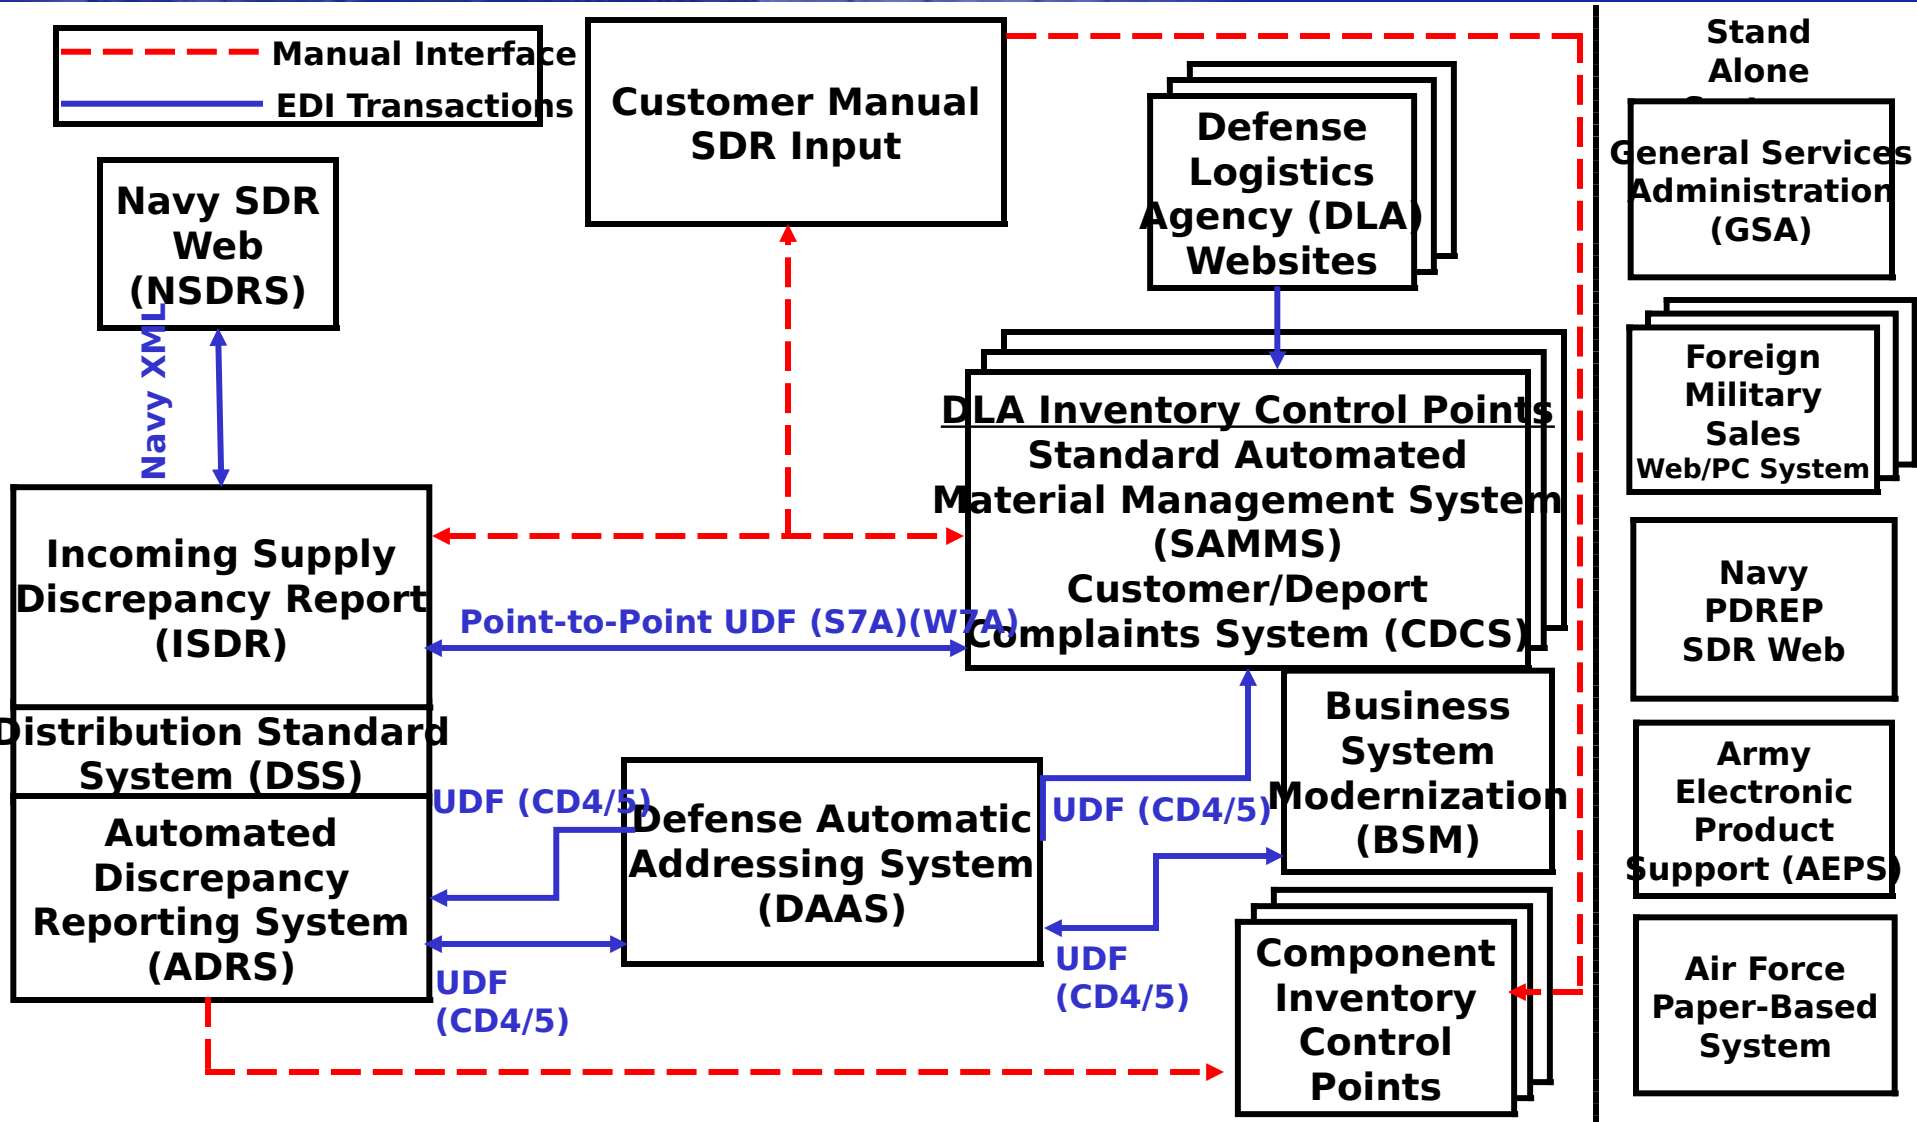 Manual Interface
EDI Transactions
Customer Manual
SDR Input
Navy SDR
Web
(NSDRS)
Navy XML
Defense
Logistics
Agency (DLA)
Websites
DLA Inventory Control Points
Standard Automated
Material Management System
(SAMMS)
Customer/Deport
Complaints System (CDCS)
Incoming Supply
Discrepancy Report
(ISDR)
Point-to-Point UDF (S7A)(W7A)
Distribution Standard
System (DSS)
Automated
Discrepancy
Reporting System
(ADRS)
UDF (CD4/5)
UDF
(CD4/5)
Defense Automatic
Addressing System
(DAAS)
UDF (CD4/5)
UDF
(CD4/5)
Business
System
Modernization
(BSM)
Component
Inventory
Control
Points
Stand
Alone
General Services
Administration
(GSA)
Foreign
Military
Sales
Web/PC System
Navy
PDREP
SDR Web
Army
Electronic
Product
Support (AEPS)
Air Force
Paper-Based
System